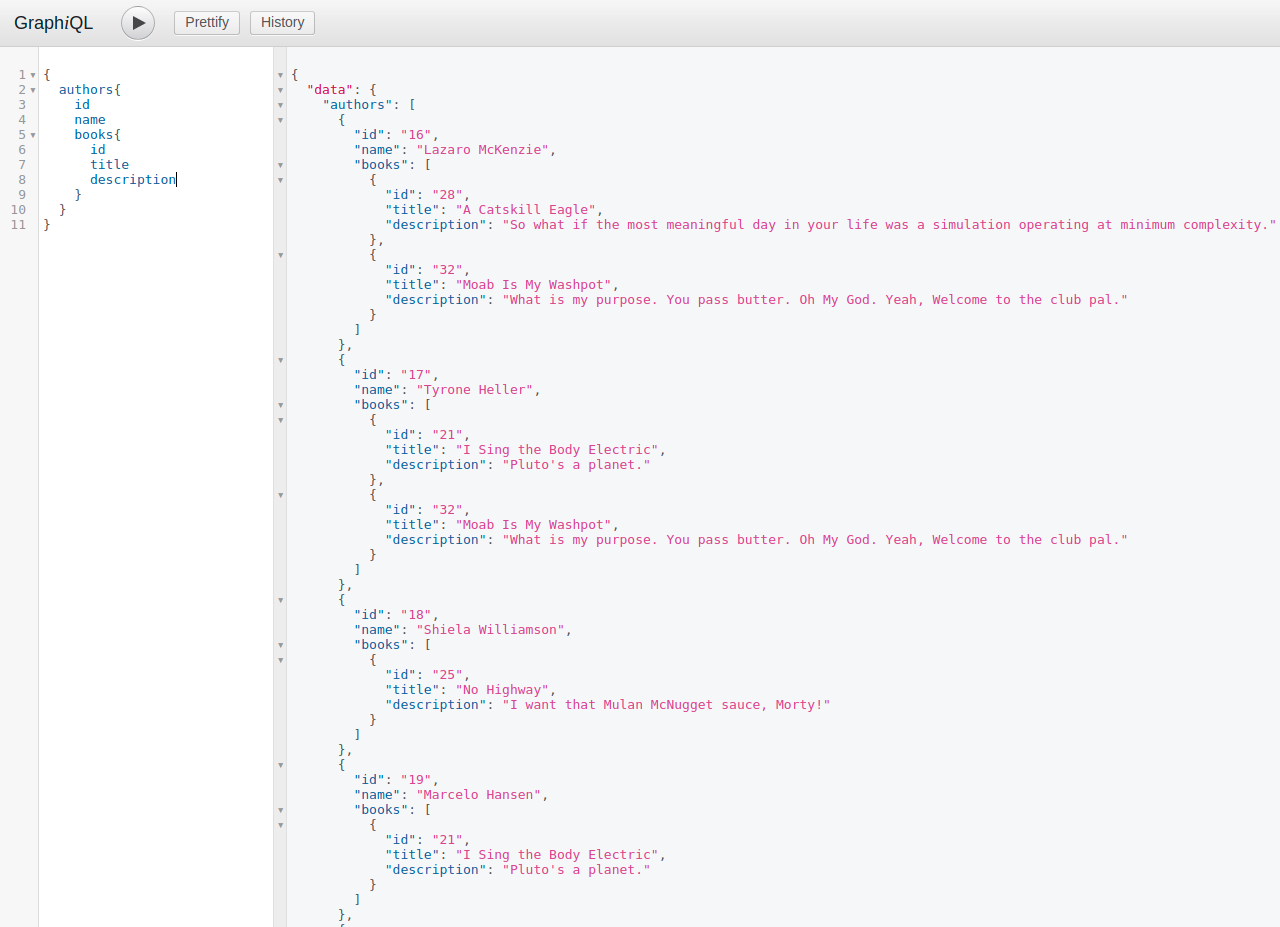 GraphiQL Prettify History
1 {
2 authors{
3 id
4 name
5 books{
6 id
7 title
8 description
9 }
10 }
11 }
{
"data": {
"authors": [
{
"id": "16",
"name": "Lazaro McKenzie",
"books": [
{
"id": "28",
"title": "A Catskill Eagle",
"description": "So what if the most meaningful day in your life was a simulation operating at minimum complexity."
},
{
"id": "32",
"title": "Moab Is My Washpot",
"description": "What is my purpose. You pass butter. Oh My God. Yeah, Welcome to the club pal."
}
]
},
{
"id": "17",
"name": "Tyrone Heller",
"books": [
{
"id": "21",
"title": "I Sing the Body Electric",
"description": "Pluto's a planet."
},
{
"id": "32",
"title": "Moab Is My Washpot",
"description": "What is my purpose. You pass butter. Oh My God. Yeah, Welcome to the club pal."
}
]
},
{
"id": "18",
"name": "Shiela Williamson",
"books": [
{
"id": "25",
"title": "No Highway",
"description": "I want that Mulan McNugget sauce, Morty!"
}
]
},
{
"id": "19",
"name": "Marcelo Hansen",
"books": [
{
"id": "21",
"title": "I Sing the Body Electric",
"description": "Pluto's a planet."
}
]
},
{